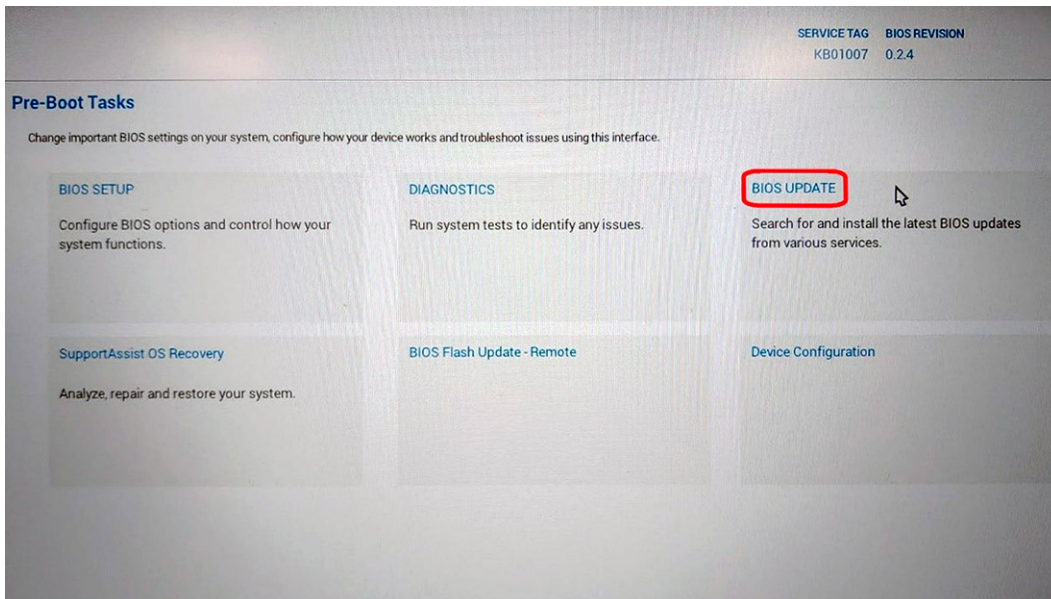 SERVICE TAG BIOS REVISION
KB01007 0.2.4
Pre-Boot Tasks
Change important BIOS settings on your system, configure how your device works and troubleshoot issues using this interface.
BIOS SETUP
Configure BIOS options and control how your
system functions.
DIAGNOSTICS
Run system tests to identify any issues.
BIOS UPDATE
Search for and install the latest BIOS updates
from various services.
SupportAssist OS Recovery
Analyze, repair and restore your system.
BIOS Flash Update - Remote
Device Configuration